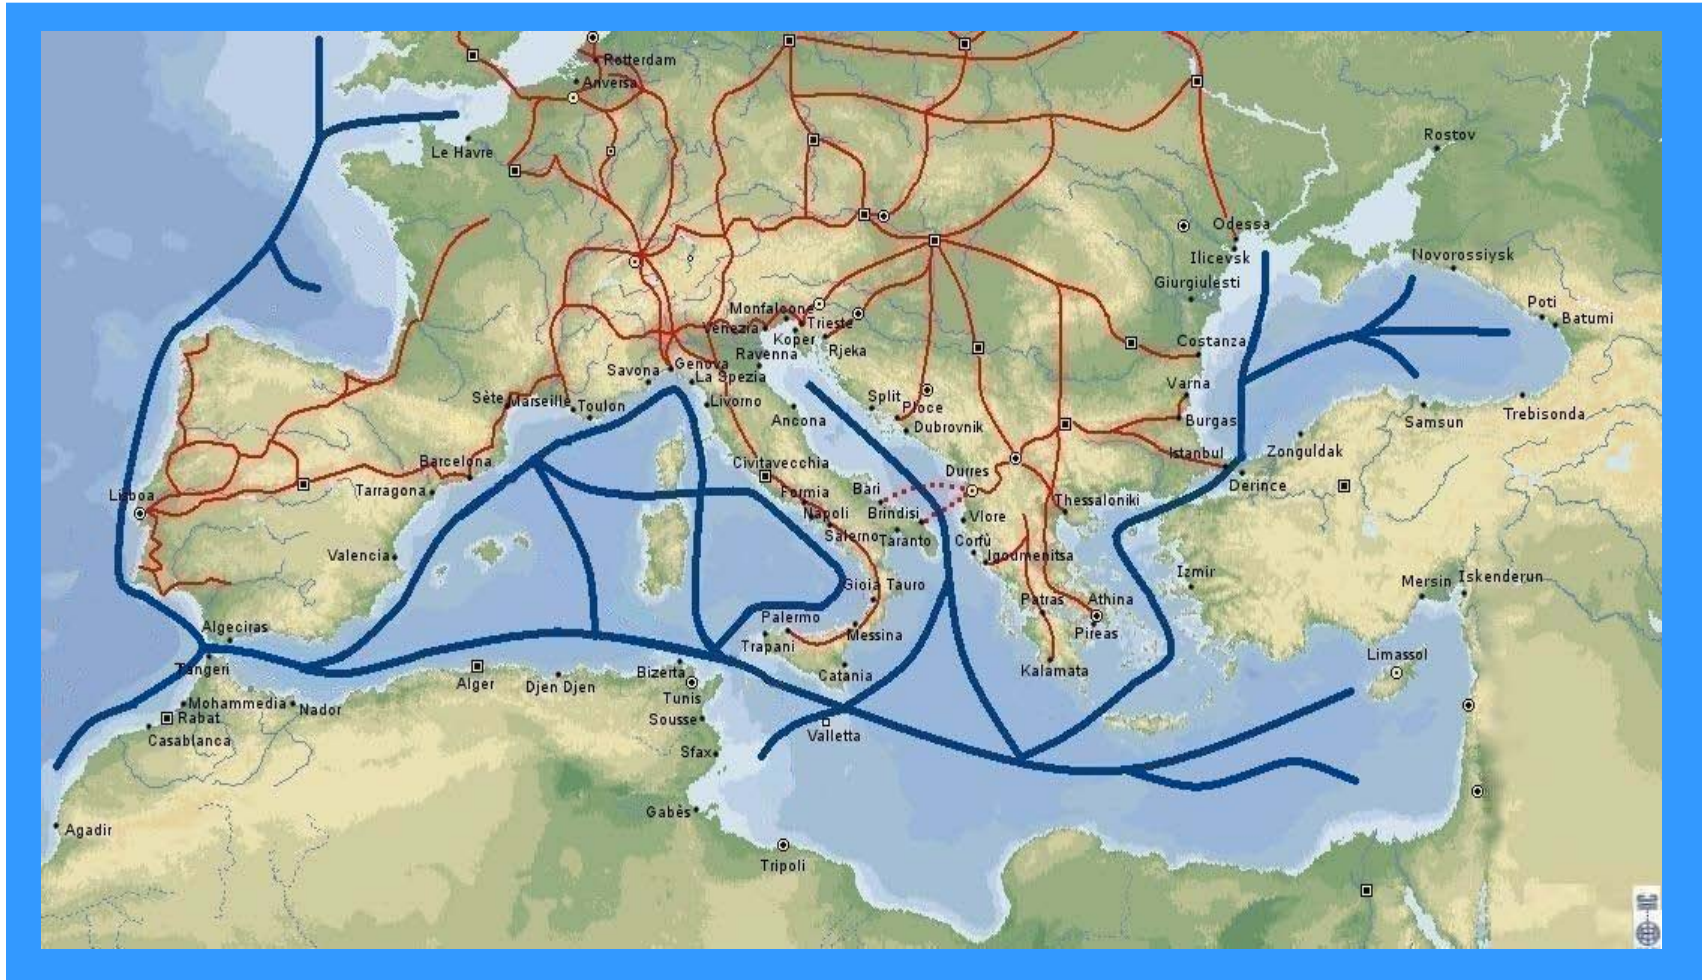 Rotterdam
Anversa
Rostov
Le Havre
Odessa
Ilicevsk
Novorossiysk
Giurgiulesti
Poti
Batumi
Monfalcone
Venezia
Trieste
Koper
Rjeka
Ravenna
Costanza
Genova
Savona
La Spezia
Varna
Sète
Marseille
Toulon
Livorno
Split
Ploce
Ancona
Dubrovnik
Burgas
Samsun
Trebisonda
Barcelona
Civitavecchia
Durres
Istanbul
Zonguldak
Derince
Lisboa
Tarragona
Formia
Bari
Thessaloniki
Napoli
Brindisi
Vlore
Salerno
Taranto
Corfù
Valencia
Igoumenitsa
Izmir
Mersin
Iskenderun
Gioia Tauro
Patras
Athina
Algeciras
Palermo
Messina
Pireas
Trapani
Tangeri
Limassol
Alger
Djen Djen
Bizerta
Catania
Kalamata
Tunis
Mohammedia
Nador
Rabat
Sousse
Casablanca
Valletta
Sfax
Gabès
Agadir
Tripoli